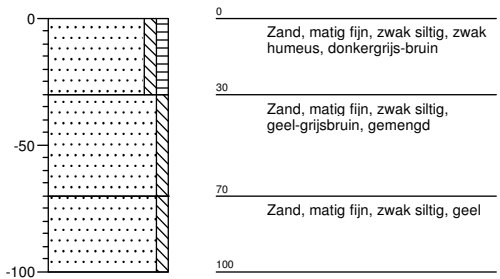 0
0
Zand, matig fijn, zwak siltig, zwak
humeus, donkergrijs-bruin
30
Zand, matig fijn, zwak siltig,
geel-grijsbruin, gemengd
-50
70
Zand, matig fijn, zwak siltig, geel
-100
100